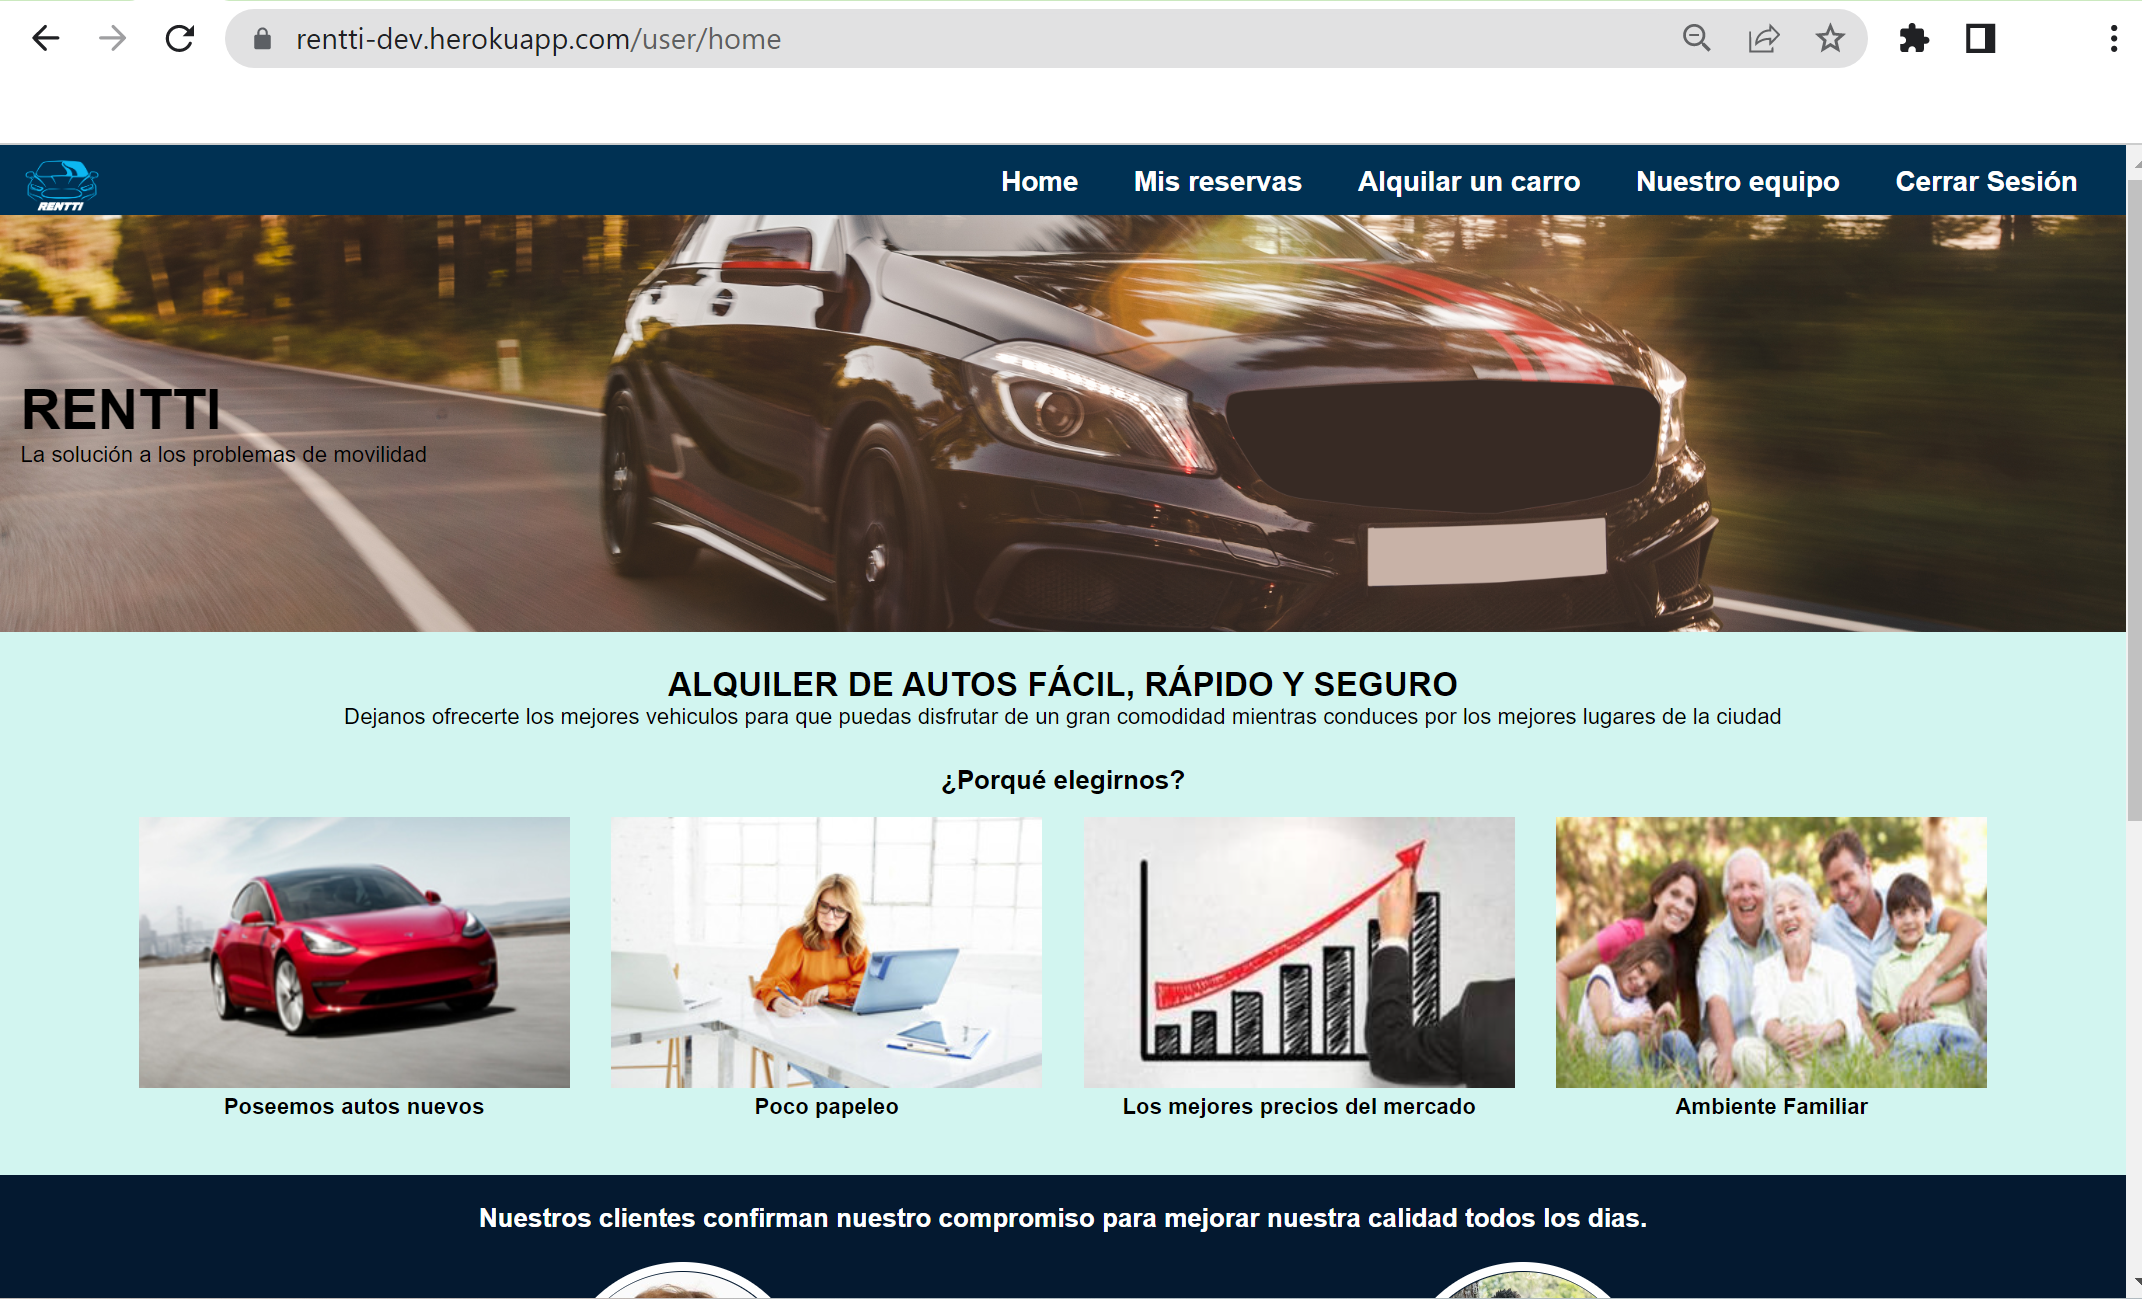 rentti-dev.herokuapp.com/user/home
RENTTI
Home Mis reservas Alquilar un carro Nuestro equipo Cerrar Sesión
RENTTI
La solución a los problemas de movilidad
ALQUILER DE AUTOS FÁCIL, RÁPIDO Y SEGURO
Dejanos ofrecerte los mejores vehiculos para que puedas disfrutar de un gran comodidad mientras conduces por los mejores lugares de la ciudad
¿Porqué elegirnos?
Poseemos autos nuevos
Poco papeleo
Los mejores precios del mercado
Ambiente Familiar
Nuestros clientes confirman nuestro compromiso para mejorar nuestra calidad todos los dias.